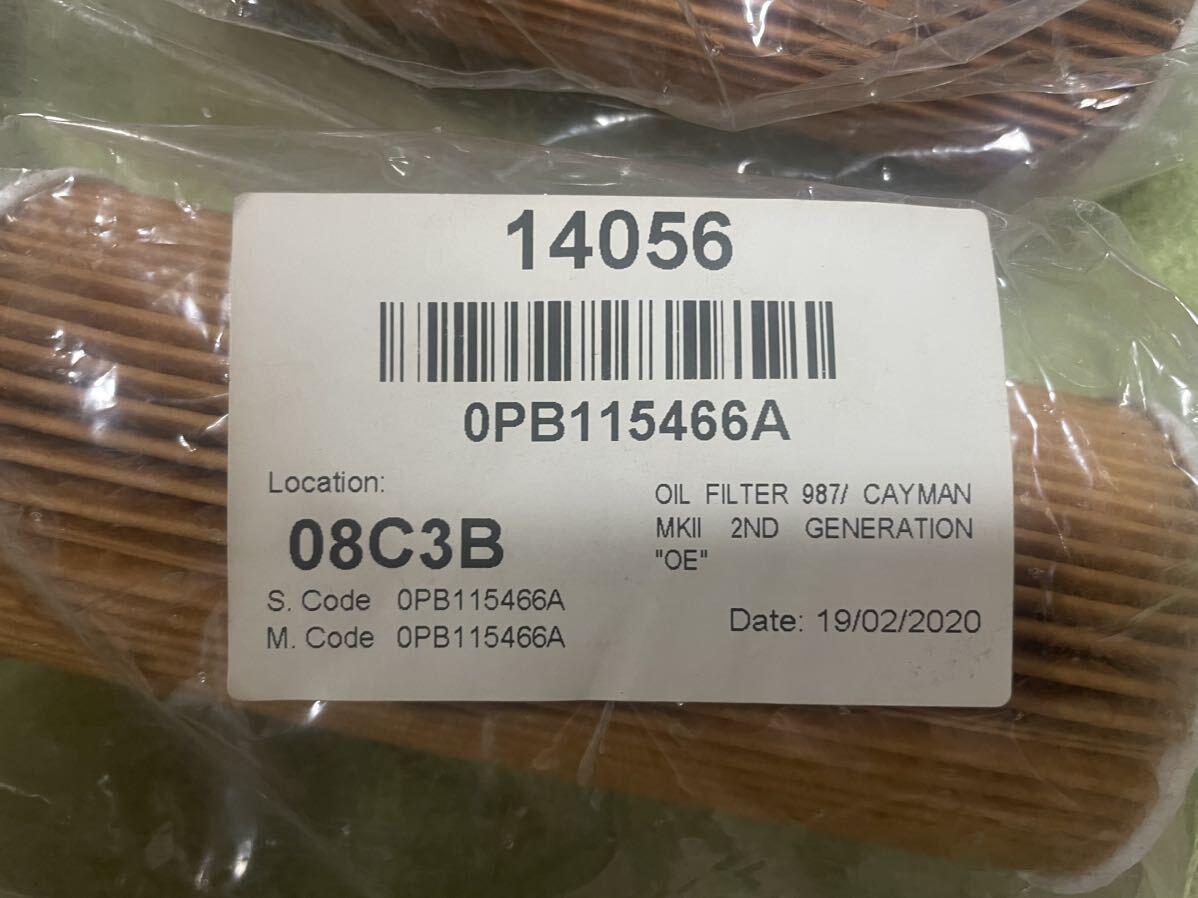 14056
0PB115466A
Location:
08C3B
S. Code 0PB115466A
M. Code 0PB115466A
OIL FILTER 987/ CAYMAN
MKII 2ND GENERATION
"OE"
Date: 19/02/2020